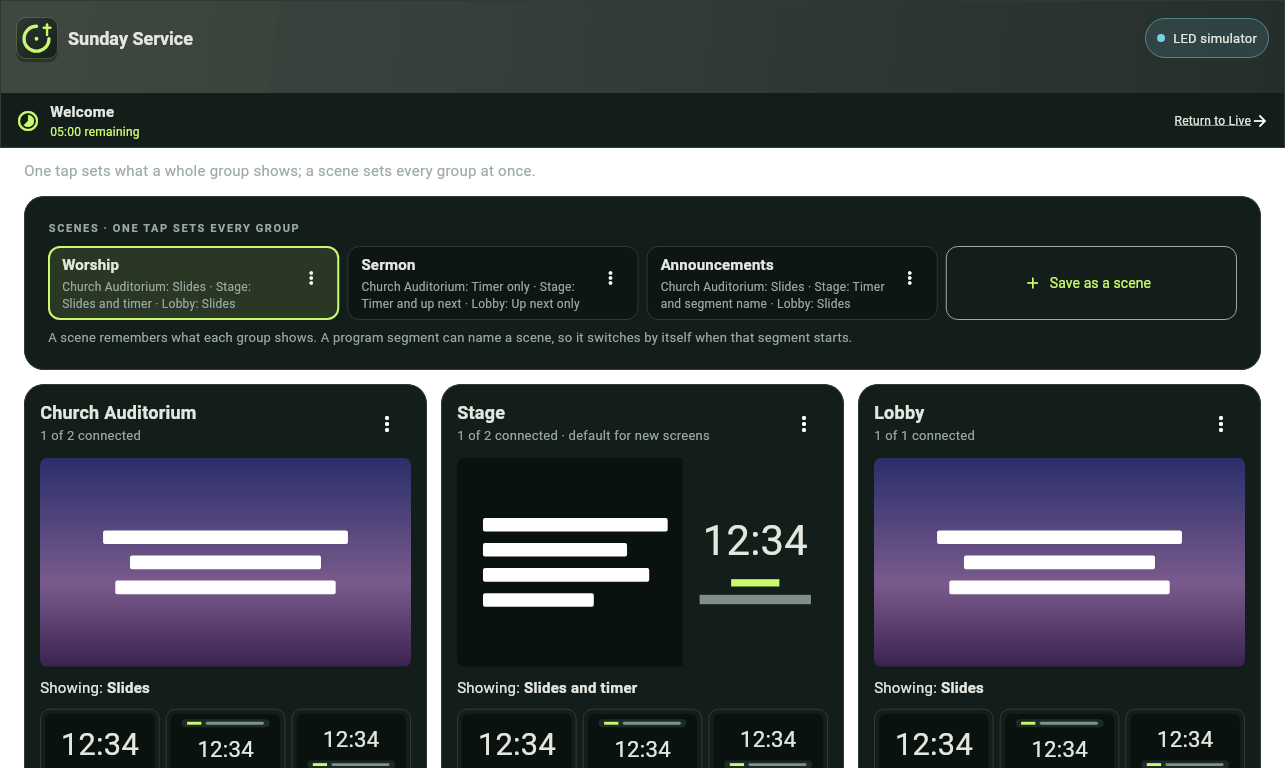 Sunday Service
LED simulator
Welcome
05:00 remaining
Return to Live
One tap sets what a whole group shows; a scene sets every group at once.
SCENES · ONE TAP SETS EVERY GROUP
Worship
Church Auditorium: Slides · Stage:
Slides and timer · Lobby: Slides
Sermon
Church Auditorium: Timer only · Stage:
Timer and up next · Lobby: Up next only
Announcements
Church Auditorium: Slides · Stage: Timer
and segment name · Lobby: Slides
+ Save as a scene
A scene remembers what each group shows. A program segment can name a scene, so it switches by itself when that segment starts.
Church Auditorium
1 of 2 connected
Showing: Slides
12:34
12:34
12:34
Stage
1 of 2 connected · default for new screens
12:34
Showing: Slides and timer
12:34
12:34
12:34
Lobby
1 of 1 connected
Showing: Slides
12:34
12:34
12:34